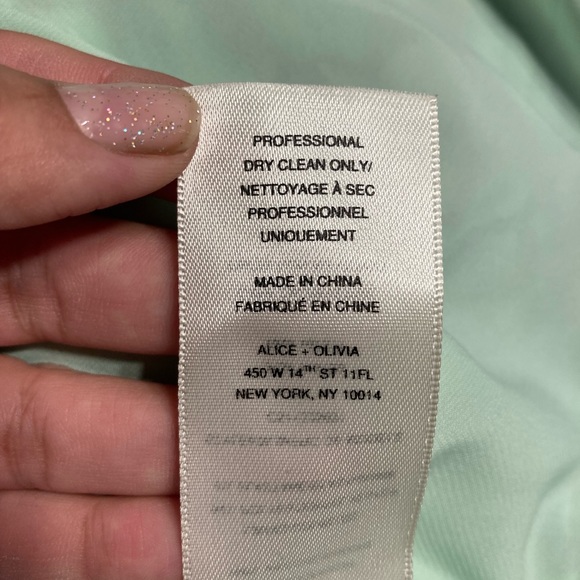 PROFESSIONAL
DRY CLEAN ONLY/
NETTOYAGE À SEC
PROFESSIONNEL
UNIQUEMENT
MADE IN CHINA
FABRIQUÉ EN CHINE
ALICE + OLIVIA
450 W 14TH ST 11FL
NEW YORK, NY 10014